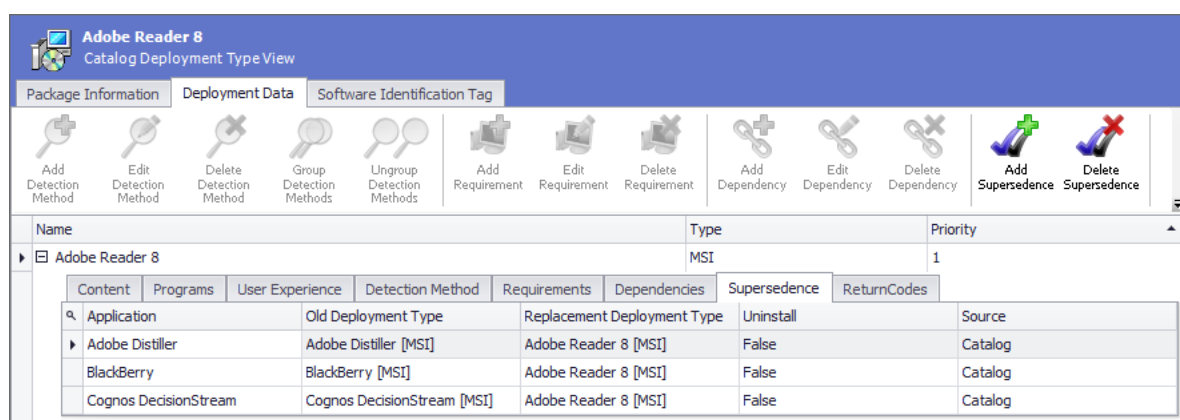 Adobe Reader 8
Catalog Deployment Type View
Package Information Deployment Data Software Identification Tag
Add Detection Method
Edit Detection Method
Delete Detection Method
Group Detection Methods
Ungroup Detection Methods
Add Requirement
Edit Requirement
Delete Requirement
Add Dependency
Edit Dependency
Delete Dependency
Add Supersedence
Delete Supersedence
Name Type Priority
Adobe Reader 8 MSI 1
Content Programs User Experience Detection Method Requirements Dependencies Supersedence ReturnCodes
Application Old Deployment Type Replacement Deployment Type Uninstall Source
Adobe Distiller Adobe Distiller [MSI] Adobe Reader 8 [MSI] False Catalog
BlackBerry BlackBerry [MSI] Adobe Reader 8 [MSI] False Catalog
Cognos DecisionStream Cognos DecisionStream [MSI] Adobe Reader 8 [MSI] False Catalog